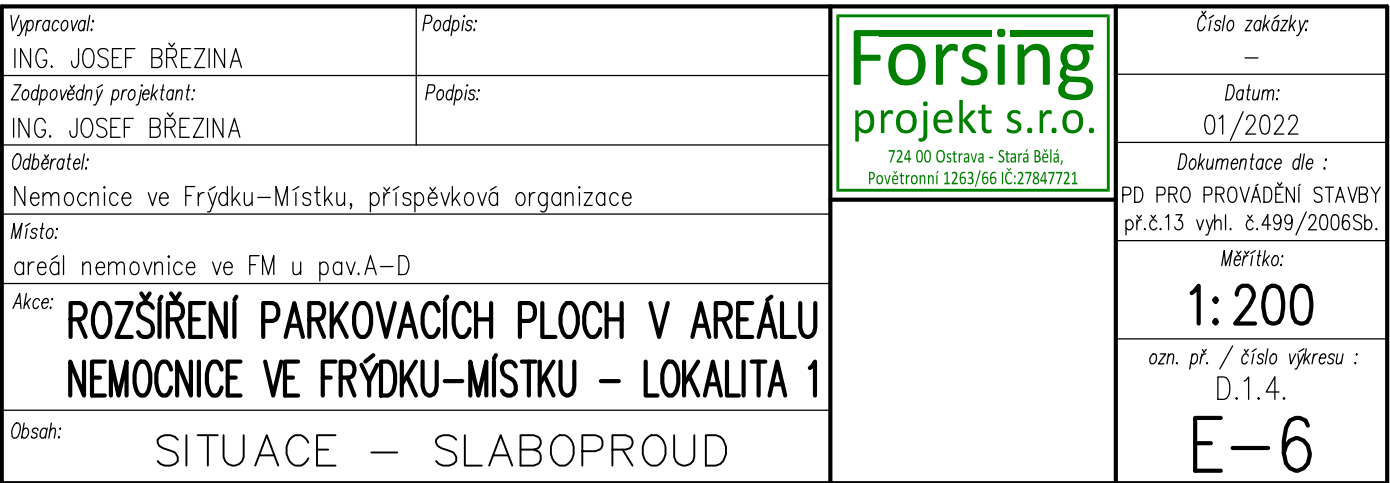 Vypracoval:
ING. JOSEF BŘEZINA
Podpis:
Zodpovědný projektant:
ING. JOSEF BŘEZINA
Podpis:
Odběratel:
Nemocnice ve Frýdku-Místku, příspěvková organizace
Místo:
areál nemovnice ve FM u pav.A-D
Akce:
ROZŠÍŘENÍ PARKOVACÍCH PLOCH V AREÁLU
NEMOCNICE VE FRÝDKU-MÍSTKU - LOKALITA 1
Obsah:
SITUACE - SLABOPROUD
Forsing
projekt s.r.o.
724 00 Ostrava - Stará Bělá,
Povětronní 1263/66 IČ:27847721
Číslo zakázky:
-
Datum:
01/2022
Dokumentace dle :
PD PRO PROVÁDĚNÍ STAVBY
př.č.13 vyhl. č.499/2006Sb.
Měřítko:
1:200
ozn. př. / číslo výkresu :
D.1.4.
E-6